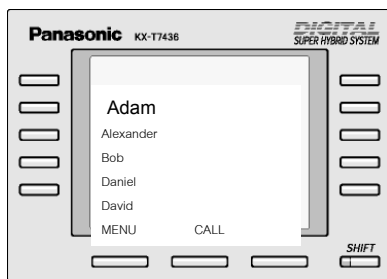 Panasonic KX-T7436
DIGITAL
SUPER HYBRID SYSTEM
Adam
Alexander
Bob
Daniel
David
MENU CALL
SHIFT